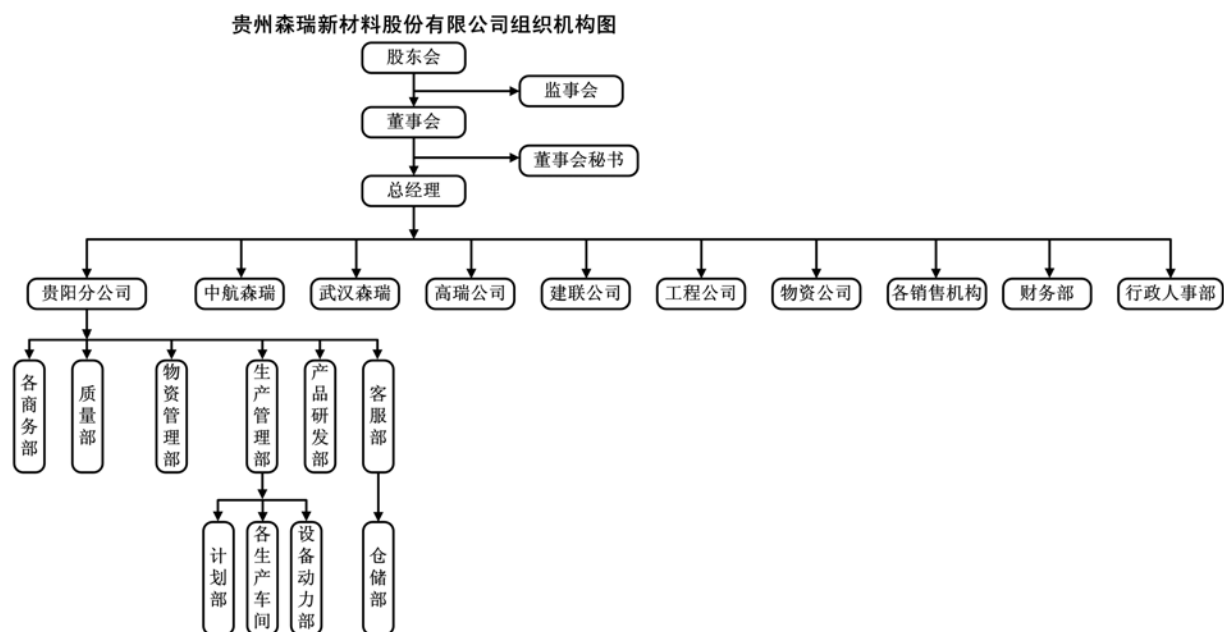 贵州森瑞新材料股份有限公司组织机构图
股东会
监事会
董事会
董事会秘书
总经理
贵阳分公司
中航森瑞
武汉森瑞
高瑞公司
建联公司
工程公司
物资公司
各销售机构
财务部
行政人事部
各商务部
质量部
物资管理部
生产管理部
产品研发部
客服部
计划部
各生产车间
设备动力部
仓储部